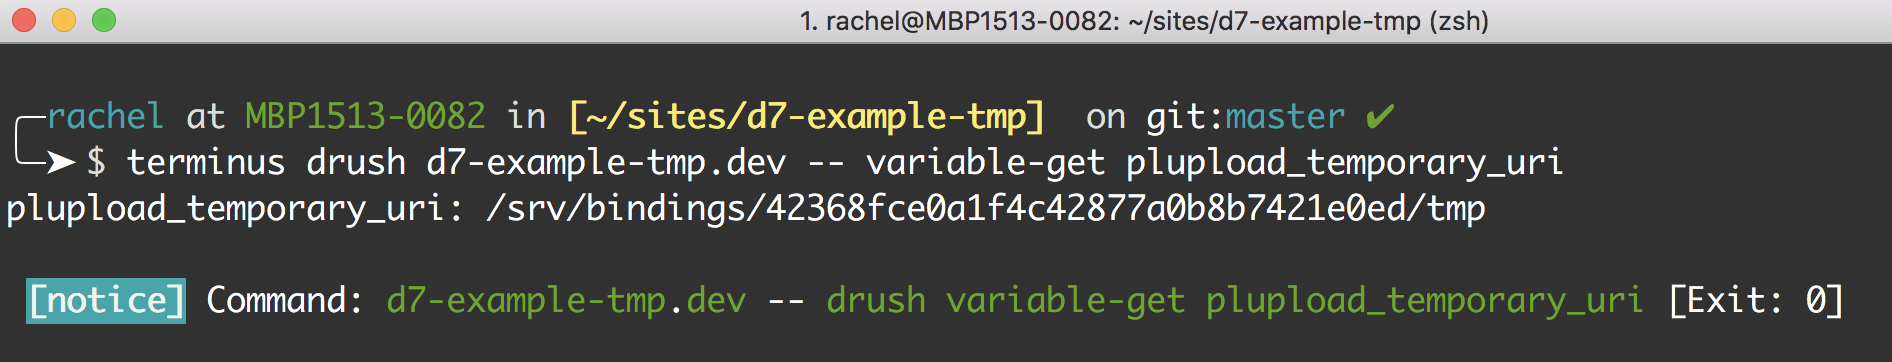 1. rachel@MBP1513-0082: ~/sites/d7-example-tmp (zsh)
rachel at MBP1513-0082 in [~/sites/d7-example-tmp]  on git:master ✔
➤ $ terminus drush d7-example-tmp.dev -- variable-get plupload_temporary_uri
plupload_temporary_uri: /srv/bindings/42368fce0a1f4c42877a0b8b7421e0ed/tmp
[notice] Command: d7-example-tmp.dev -- drush variable-get plupload_temporary_uri [Exit: 0]